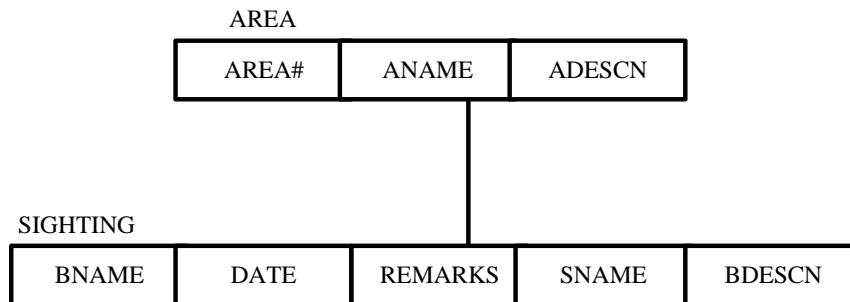 AREA
AREA# ANAME ADESCN
SIGHTING
BNAME DATE REMARKS SNAME BDESCN